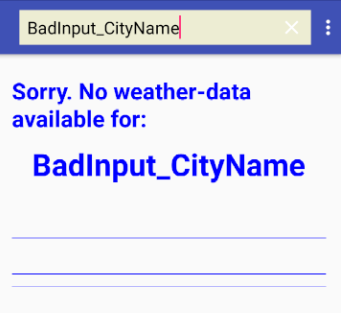 BadInput_CityName
Sorry. No weather-data
available for:
BadInput_CityName